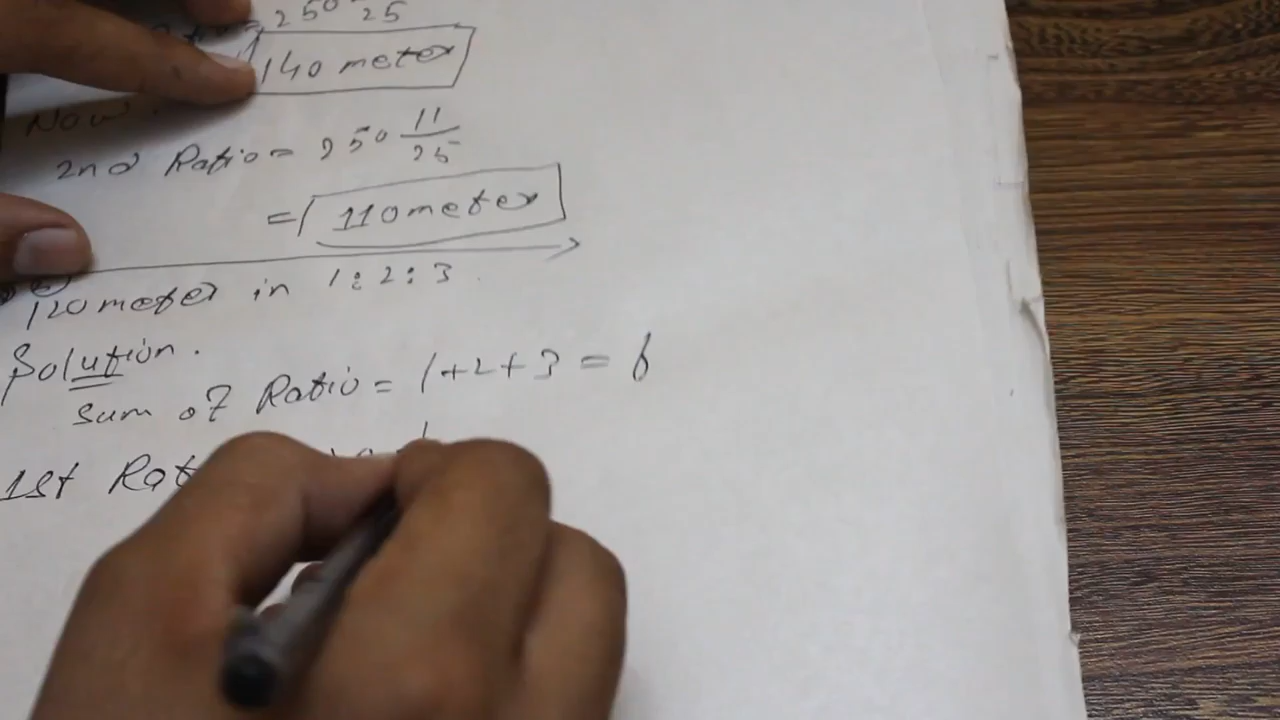 = 250 25
140 meter
Now
2nd Ratio = 250 11/25
= 110 meter
120 meter in 1:2:3
Solution.
Sum of Ratio = 1+2+3 = 6
1st